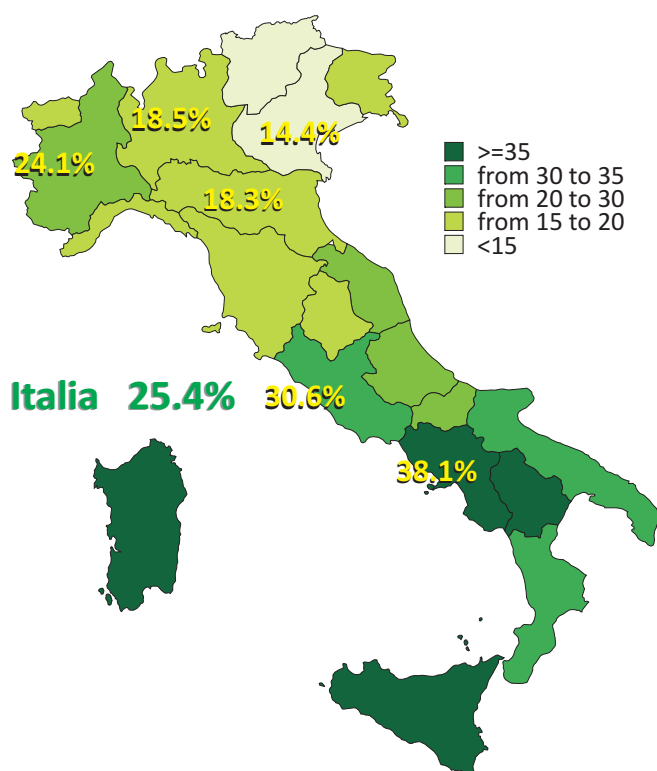 18.5%
14.4%
24.1%
18.3%
>=35
from 30 to 35
from 20 to 30
from 15 to 20
<15
Italia 25.4%
30.6%
38.1%